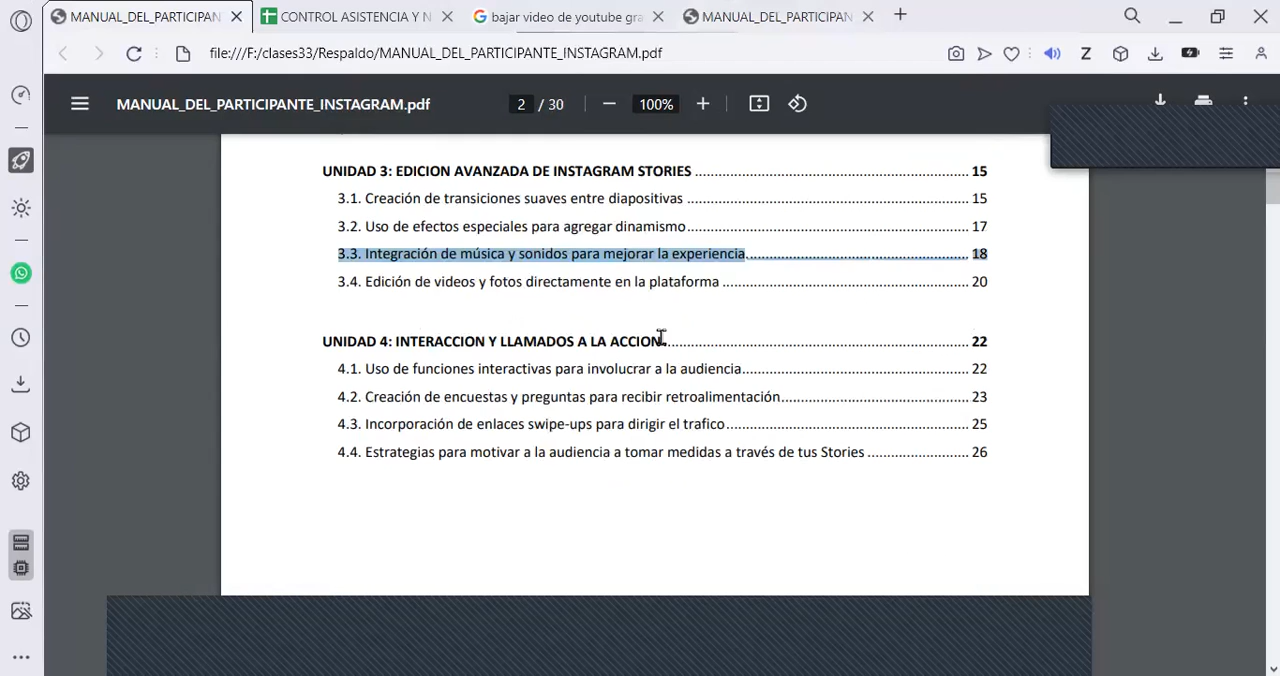 MANUAL_DEL_PARTICIPAN
CONTROL ASISTENCIA Y N
bajar video de youtube gra
MANUAL_DEL_PARTICIPAN
file:///F:/clases33/Respaldo/MANUAL_DEL_PARTICIPANTE_INSTAGRAM.pdf
MANUAL_DEL_PARTICIPANTE_INSTAGRAM.pdf
2 / 30
100%
UNIDAD 3: EDICION AVANZADA DE INSTAGRAM STORIES ........ 15
3.1. Creación de transiciones suaves entre diapositivas ........ 15
3.2. Uso de efectos especiales para agregar dinamismo ........ 17
3.3. Integración de música y sonidos para mejorar la experiencia ........ 18
3.4. Edición de videos y fotos directamente en la plataforma ........ 20
UNIDAD 4: INTERACCION Y LLAMADOS A LA ACCION ........ 22
4.1. Uso de funciones interactivas para involucrar a la audiencia ........ 22
4.2. Creación de encuestas y preguntas para recibir retroalimentación ........ 23
4.3. Incorporación de enlaces swipe-ups para dirigir el trafico ........ 25
4.4. Estrategias para motivar a la audiencia a tomar medidas a través de tus Stories ........ 26